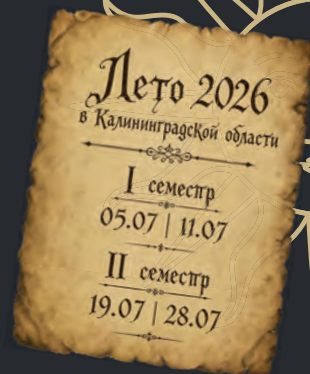 Лето 2026
в Калининградской области
I семестр
05.07 | 11.07
II семестр
19.07 | 28.07